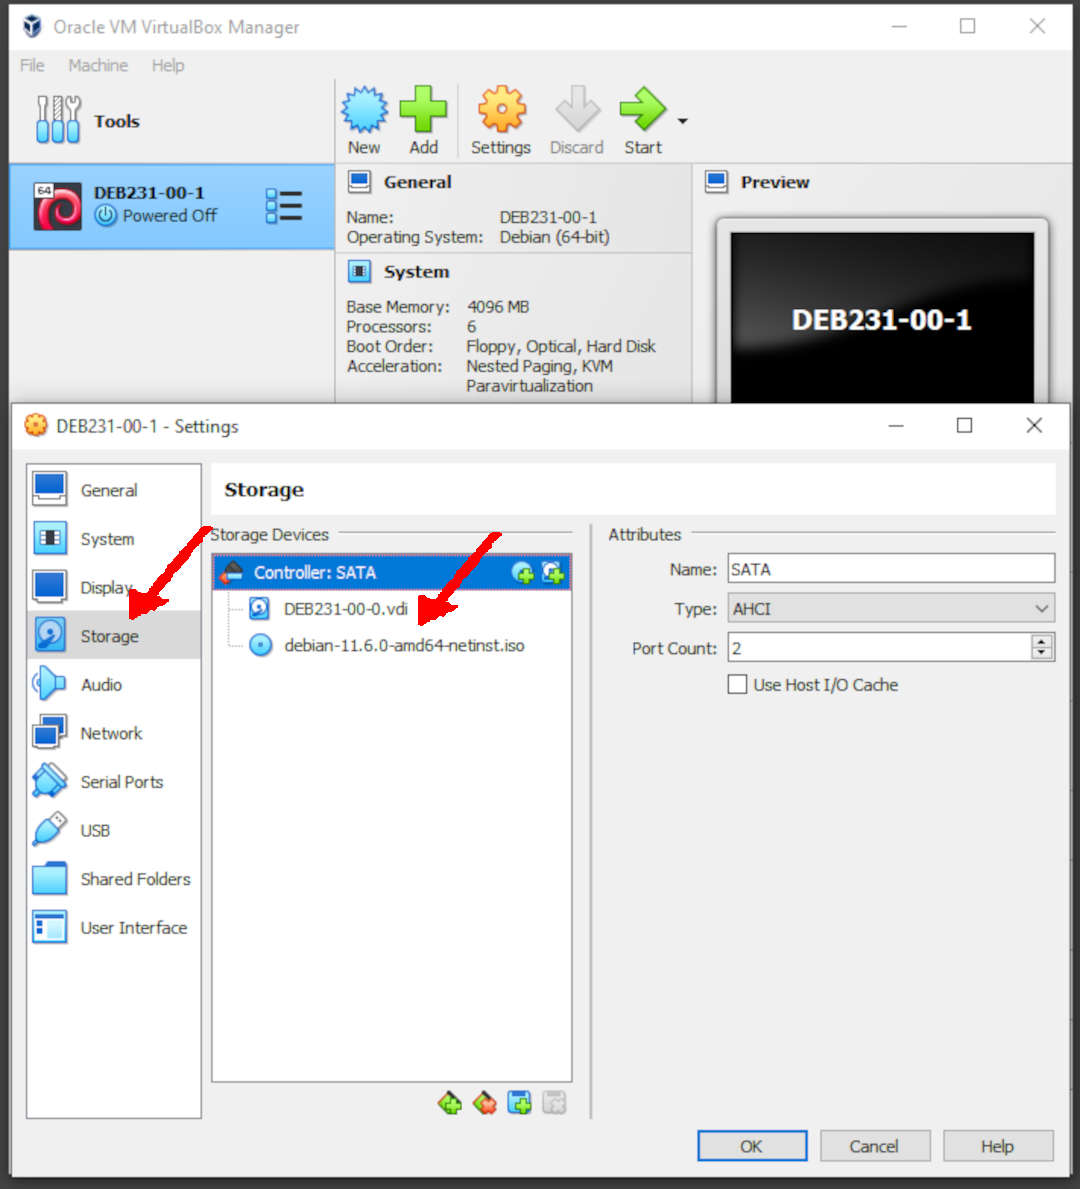 Oracle VM VirtualBox Manager
File Machine Help
Tools
New Add Settings Discard Start
64
DEB231-00-1
Powered Off
General
Name: DEB231-00-1
Operating System: Debian (64-bit)
System
Base Memory: 4096 MB
Processors: 6
Boot Order: Floppy, Optical, Hard Disk
Acceleration: Nested Paging, KVM
Paravirtualization
Preview
DEB231-00-1
DEB231-00-1 - Settings
General
System
Display
Storage
Audio
Network
Serial Ports
USB
Shared Folders
User Interface
Storage
Storage Devices
Controller: SATA
DEB231-00-0.vdi
debian-11.6.0-amd64-netinst.iso
Attributes
Name: SATA
Type: AHCI
Port Count: 2
Use Host I/O Cache
OK Cancel Help